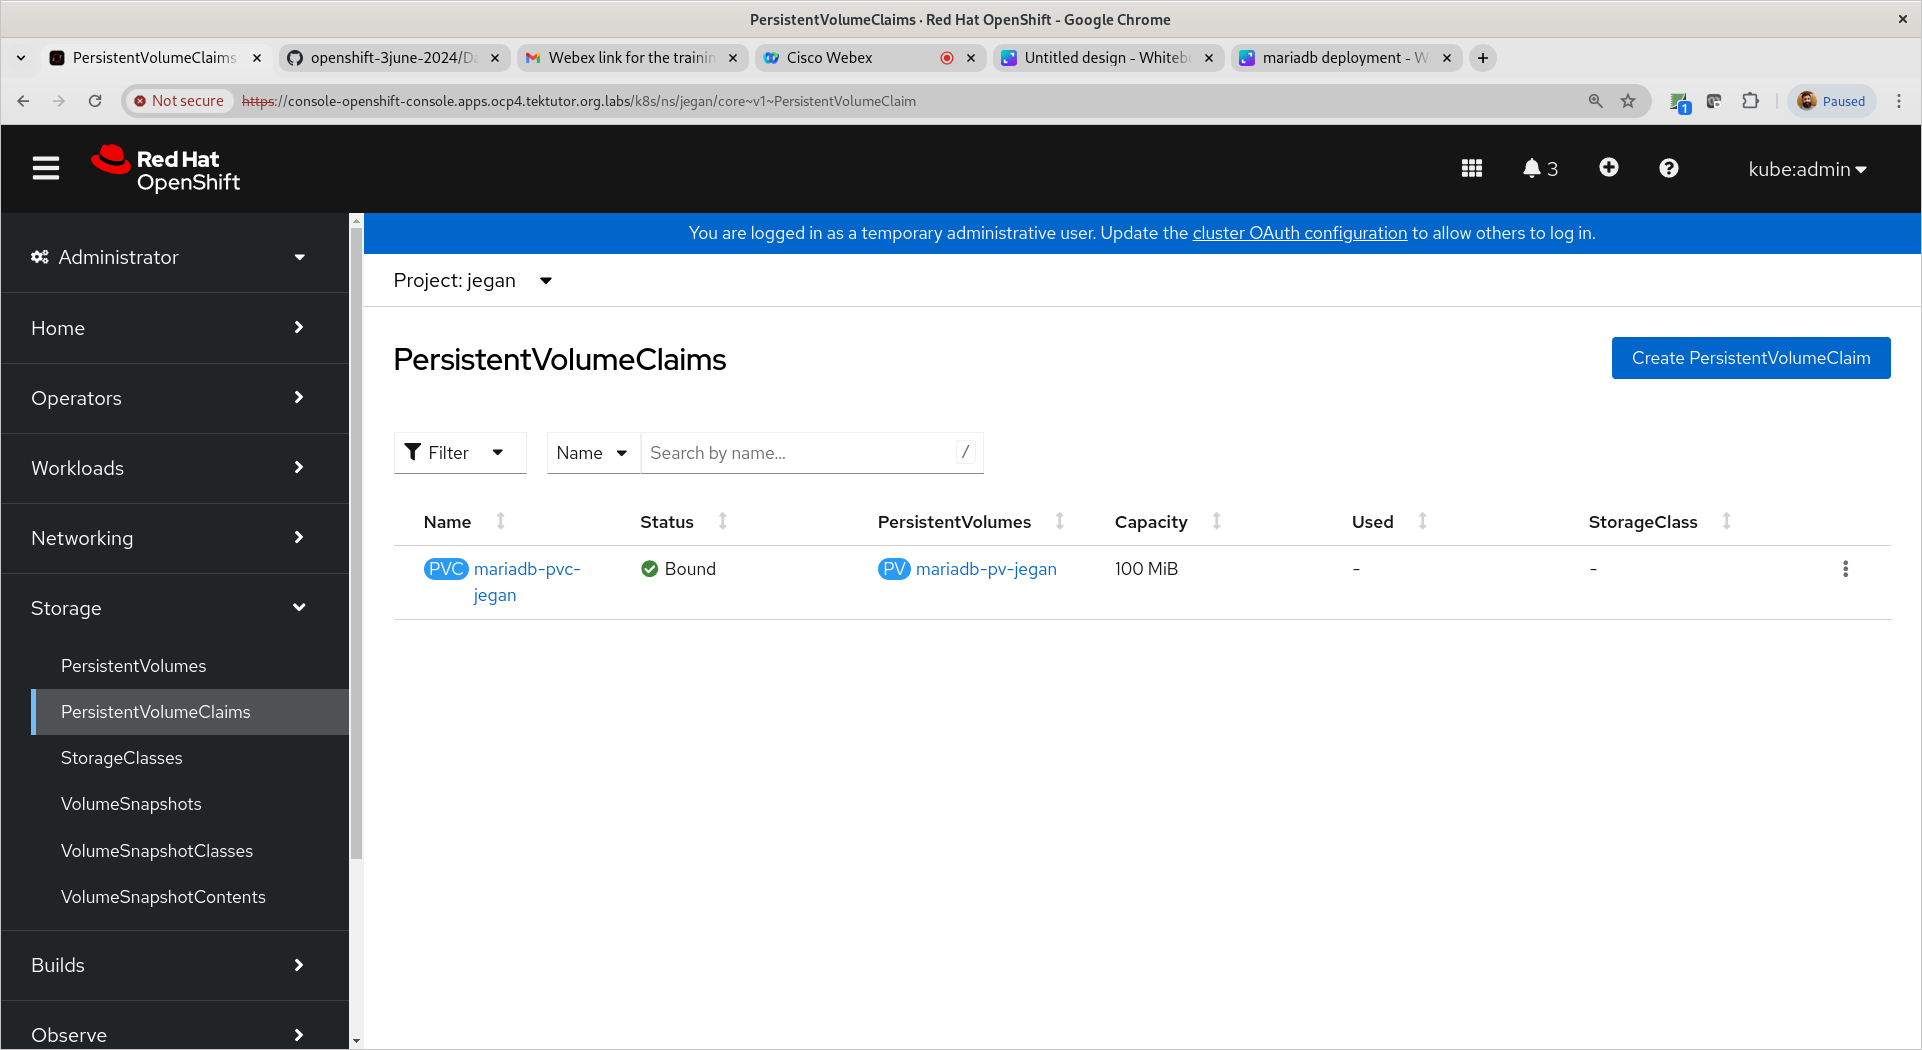 PersistentVolumeClaims · Red Hat OpenShift - Google Chrome
PersistentVolumeClaims
openshift-3june-2024/Da
Webex link for the trainin
Cisco Webex
Untitled design - Whitebo
mariadb deployment - W
Not secure
https://console-openshift-console.apps.ocp4.tektutor.org.labs/k8s/ns/jegan/core~v1~PersistentVolumeClaim
1
Paused
Red Hat
OpenShift
3
kube:admin
You are logged in as a temporary administrative user. Update the cluster OAuth configuration to allow others to log in.
Administrator
Home
Operators
Workloads
Networking
Storage
PersistentVolumes
PersistentVolumeClaims
StorageClasses
VolumeSnapshots
VolumeSnapshotClasses
VolumeSnapshotContents
Builds
Observe
Project: jegan
PersistentVolumeClaims
Create PersistentVolumeClaim
Filter
Name
Search by name...
/
Name Status PersistentVolumes Capacity Used StorageClass
PVC mariadb-pvc-jegan Bound PV mariadb-pv-jegan 100 MiB - -